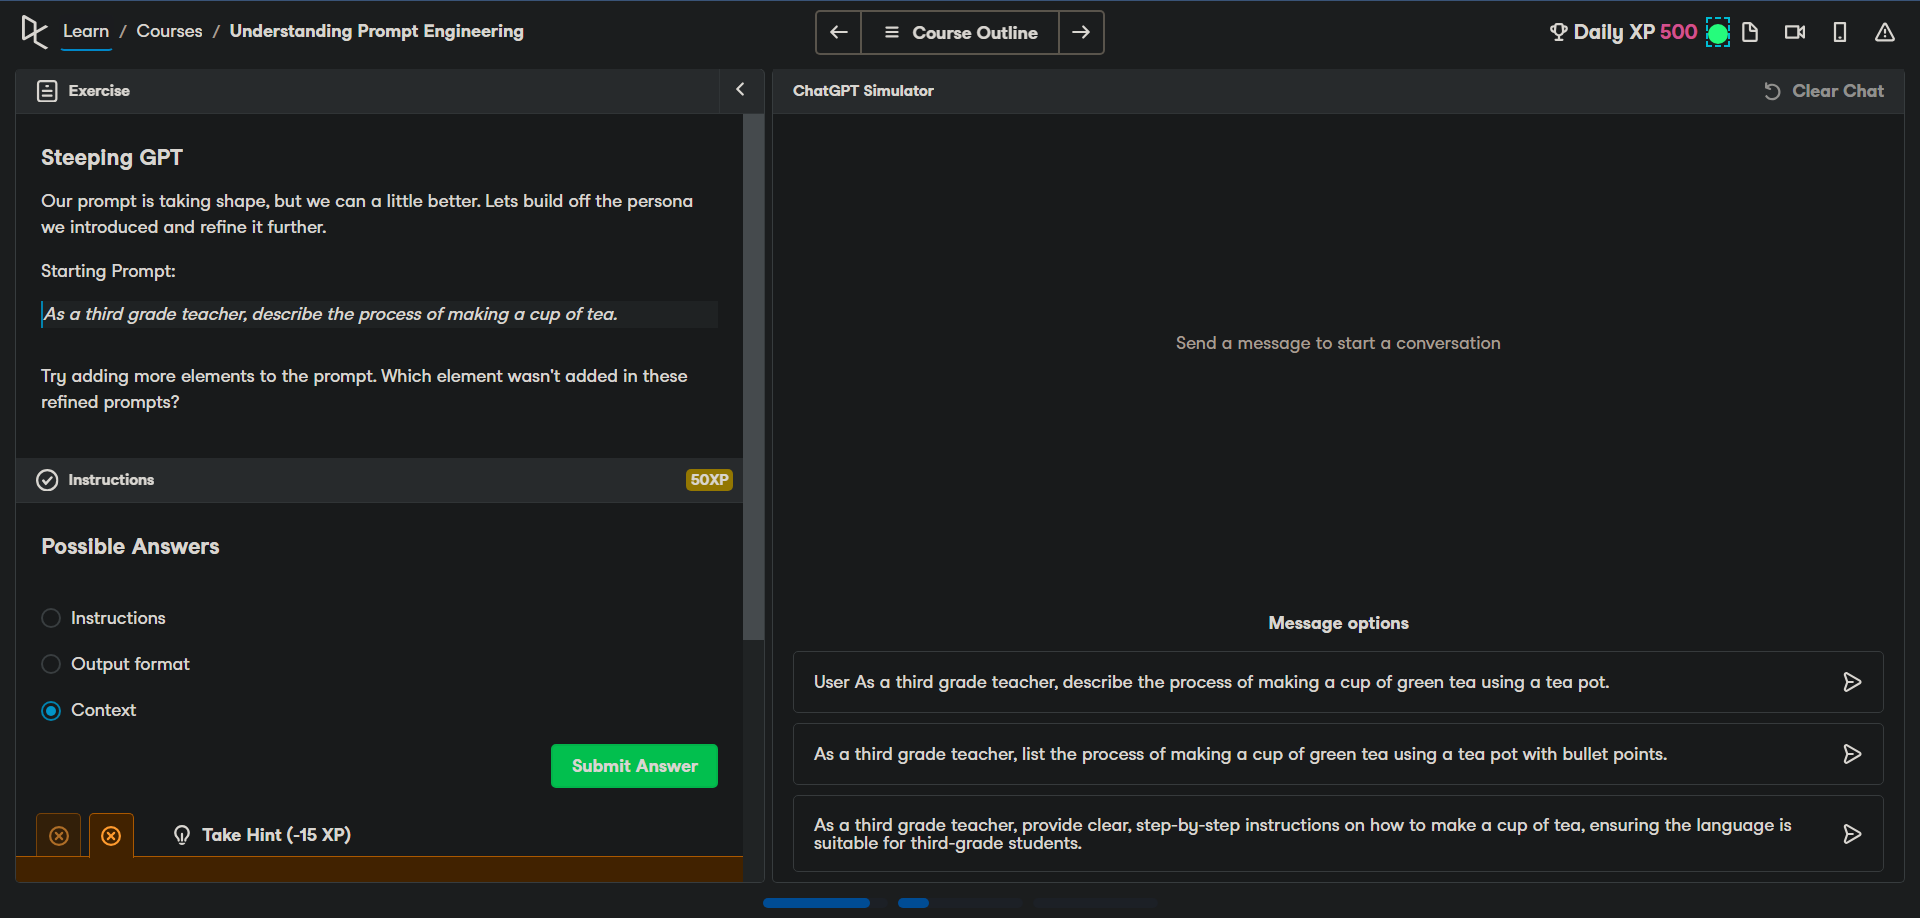 Learn / Courses / Understanding Prompt Engineering
Course Outline
Daily XP 500
Exercise
Steeping GPT
Our prompt is taking shape, but we can a little better. Lets build off the persona
we introduced and refine it further.
Starting Prompt:
As a third grade teacher, describe the process of making a cup of tea.
Try adding more elements to the prompt. Which element wasn't added in these
refined prompts?
Instructions
50XP
Possible Answers
Instructions
Output format
Context
Submit Answer
Take Hint (-15 XP)
ChatGPT Simulator
Clear Chat
Send a message to start a conversation
Message options
User As a third grade teacher, describe the process of making a cup of green tea using a tea pot.
As a third grade teacher, list the process of making a cup of green tea using a tea pot with bullet points.
As a third grade teacher, provide clear, step-by-step instructions on how to make a cup of tea, ensuring the language is
suitable for third-grade students.